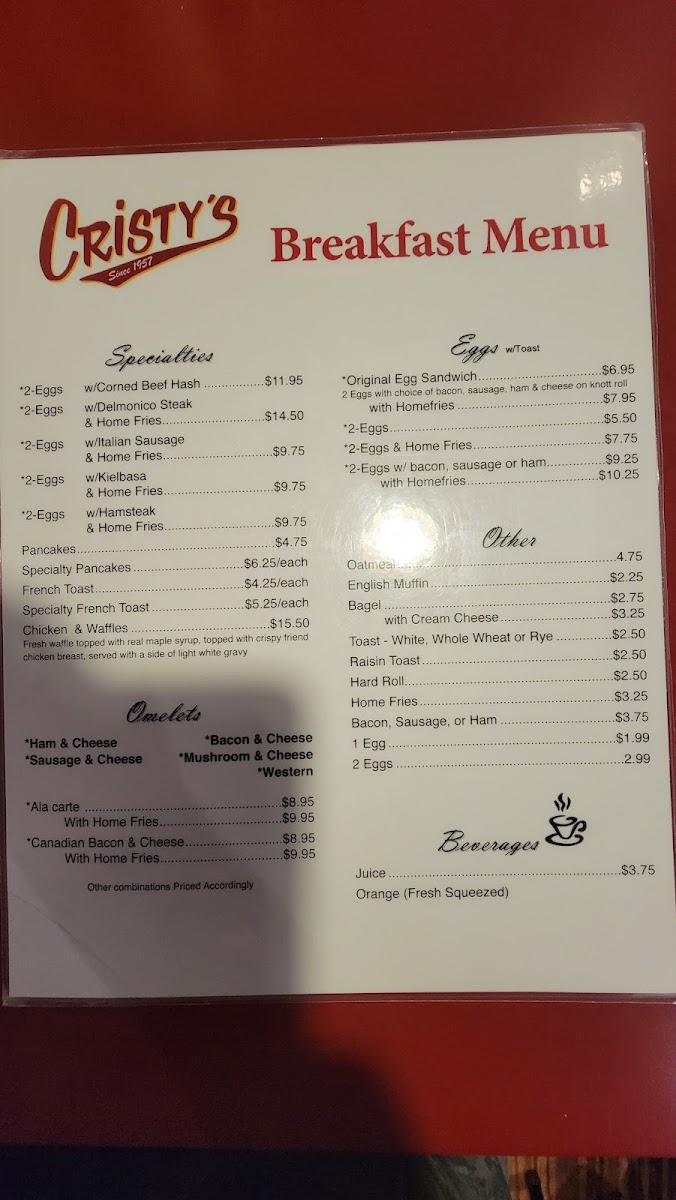 CRISTY'S
Since 1957
Breakfast Menu
Specialties
*2-Eggs w/Corned Beef Hash ...............$11.95
*2-Eggs w/Delmonico Steak
& Home Fries..........................$14.50
*2-Eggs w/Italian Sausage
& Home Fries............................$9.75
*2-Eggs w/Kielbasa
& Home Fries............................$9.75
*2-Eggs w/Hamsteak
& Home Fries............................$9.75
Pancakes..................................................$4.75
Specialty Pancakes ............................$6.25/each
French Toast.....................................$4.25/each
Specialty French Toast .......................$5.25/each
Chicken & Waffles ...................................$15.50
Fresh waffle topped with real maple syrup, topped with crispy friend
chicken breast, served with a side of light white gravy
Omelets
*Ham & Cheese
*Sausage & Cheese
*Bacon & Cheese
*Mushroom & Cheese
*Western
*Ala carte ..................................................$8.95
With Home Fries...............................$9.95
*Canadian Bacon & Cheese.........................$8.95
With Home Fries...............................$9.95
Other combinations Priced Accordingly
Eggs w/Toast
*Original Egg Sandwich...............................$6.95
2 Eggs with choice of bacon, sausage, ham & cheese on knott roll
with Homefries ....................................$7.95
*2-Eggs.....................................................$5.50
*2-Eggs & Home Fries.................................$7.75
*2-Eggs w/ bacon, sausage or ham...............$9.25
with Homefries.................................$10.25
Other
Oatmeal......................................................4.75
English Muffin.............................................$2.25
Bagel .........................................................$2.75
with Cream Cheese............................$3.25
Toast - White, Whole Wheat or Rye ..............$2.50
Raisin Toast................................................$2.50
Hard Roll....................................................$2.50
Home Fries.................................................$3.25
Bacon, Sausage, or Ham ............................$3.75
1 Egg.........................................................$1.99
2 Eggs .........................................................2.99
Beverages
Juice..........................................................$3.75
Orange (Fresh Squeezed)